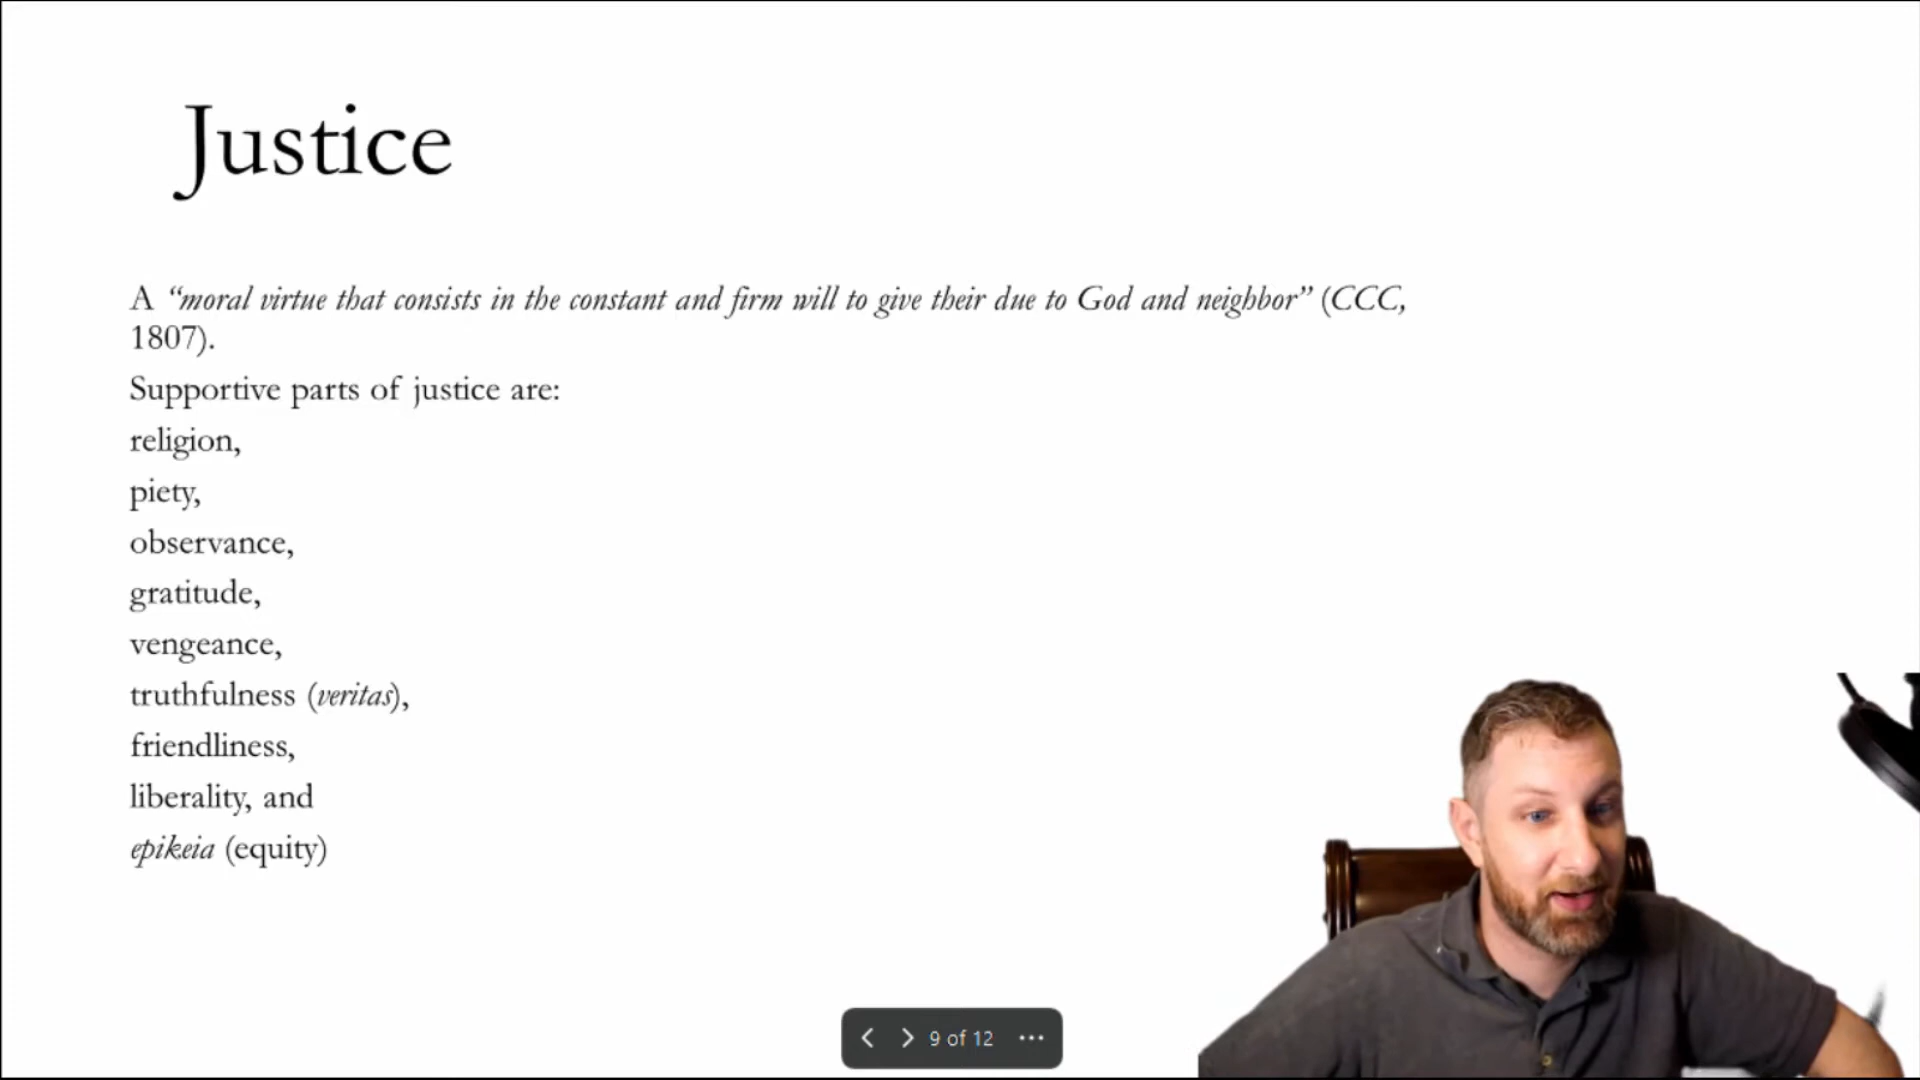 Justice
A “moral virtue that consists in the constant and firm will to give their due to God and neighbor” (CCC,
1807).
Supportive parts of justice are:
religion,
piety,
observance,
gratitude,
vengeance,
truthfulness (veritas),
friendliness,
liberality, and
epikeia (equity)
9 of 12